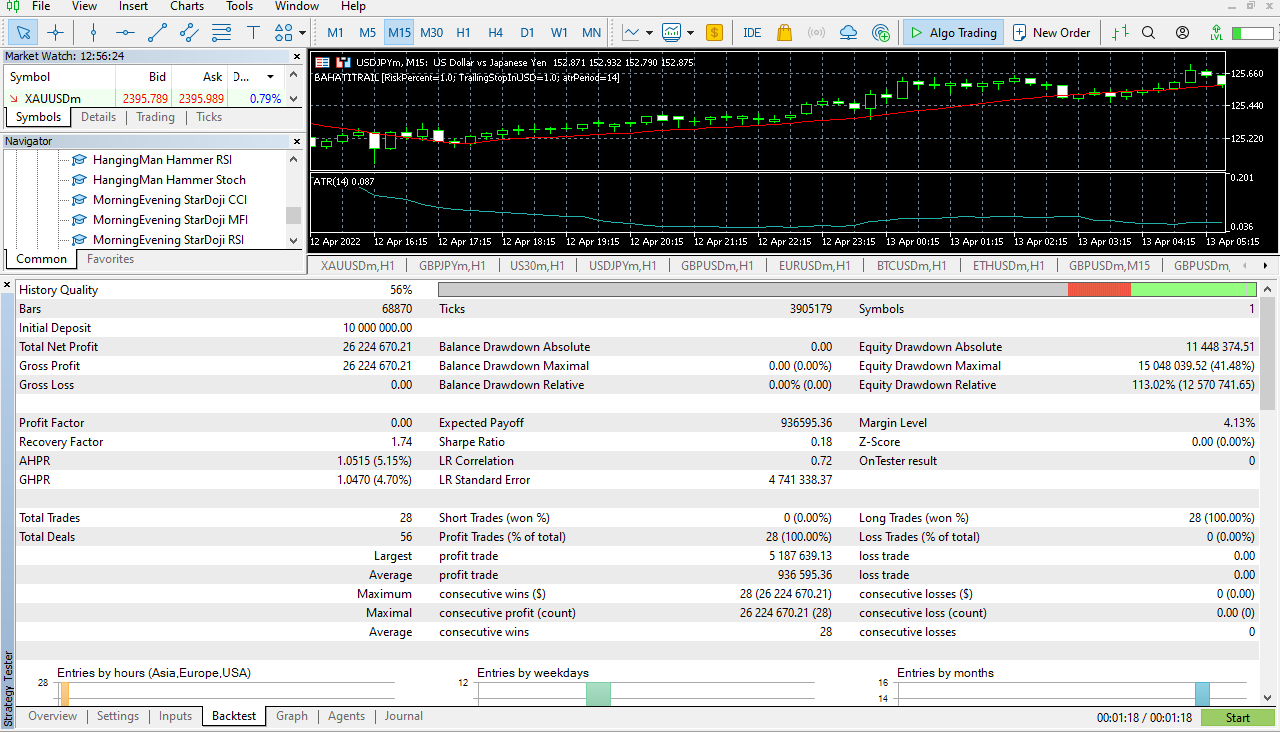 File View Insert Charts Tools Window Help
M1 M5 M15 M30 H1 H4 D1 W1 MN $ IDE Algo Trading New Order LVL
Market Watch: 12:56:24
Symbol Bid Ask D...
XAUUSDm 2395.789 2395.989 0.79%
Symbols Details Trading Ticks
Navigator
HangingMan Hammer RSI
HangingMan Hammer Stoch
MorningEvening StarDoji CCI
MorningEvening StarDoji MFI
MorningEvening StarDoji RSI
Common Favorites
USDJPYm, M15: US Dollar vs Japanese Yen 152.871 152.932 152.790 152.875
BAHATITRAIL [RiskPercent=1.0; TrailingStopInUSD=1.0; atrPeriod=14]
125.660
125.440
125.220
ATR(14) 0.087
0.201
0.036
12 Apr 2022 12 Apr 16:15 12 Apr 17:15 12 Apr 18:15 12 Apr 19:15 12 Apr 20:15 12 Apr 21:15 12 Apr 22:15 12 Apr 23:15 13 Apr 00:15 13 Apr 01:15 13 Apr 02:15 13 Apr 03:15 13 Apr 04:15 13 Apr 05:15
XAUUSDm,H1 GBPJPYm,H1 US30m,H1 USDJPYm,H1 GBPUSDm,H1 EURUSDm,H1 BTCUSDm,H1 ETHUSDm,H1 GBPUSDm,M15 GBPUSDm,
History Quality 56%
Bars 68870 Ticks 3905179 Symbols 1
Initial Deposit 10 000 000.00
Total Net Profit 26 224 670.21 Balance Drawdown Absolute 0.00 Equity Drawdown Absolute 11 448 374.51
Gross Profit 26 224 670.21 Balance Drawdown Maximal 0.00 (0.00%) Equity Drawdown Maximal 15 048 039.52 (41.48%)
Gross Loss 0.00 Balance Drawdown Relative 0.00% (0.00) Equity Drawdown Relative 113.02% (12 570 741.65)
Profit Factor 0.00 Expected Payoff 936595.36 Margin Level 4.13%
Recovery Factor 1.74 Sharpe Ratio 0.18 Z-Score 0.00 (0.00%)
AHPR 1.0515 (5.15%) LR Correlation 0.72 OnTester result 0
GHPR 1.0470 (4.70%) LR Standard Error 4 741 338.37
Total Trades 28 Short Trades (won %) 0 (0.00%) Long Trades (won %) 28 (100.00%)
Total Deals 56 Profit Trades (% of total) 28 (100.00%) Loss Trades (% of total) 0 (0.00%)
Largest profit trade 5 187 639.13 loss trade 0.00
Average profit trade 936 595.36 loss trade 0.00
Maximum consecutive wins ($) 28 (26 224 670.21) consecutive losses ($) 0 (0.00)
Maximal consecutive profit (count) 26 224 670.21 (28) consecutive loss (count) 0.00 (0)
Average consecutive wins 28 consecutive losses 0
Entries by hours (Asia,Europe,USA) Entries by weekdays Entries by months
28 12 16
14
Strategy Tester
Overview Settings Inputs Backtest Graph Agents Journal 00:01:18 / 00:01:18 Start